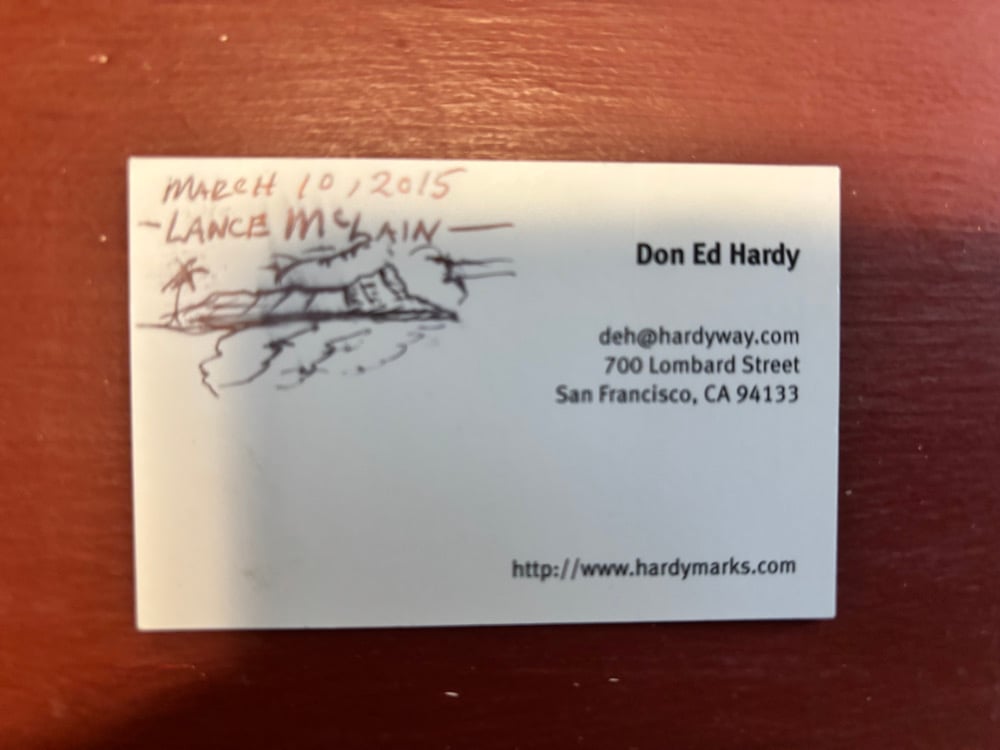 MARCH 10, 2015
- LANCE McLAIN -
Don Ed Hardy
deh@hardyway.com
700 Lombard Street
San Francisco, CA 94133
http://www.hardymarks.com